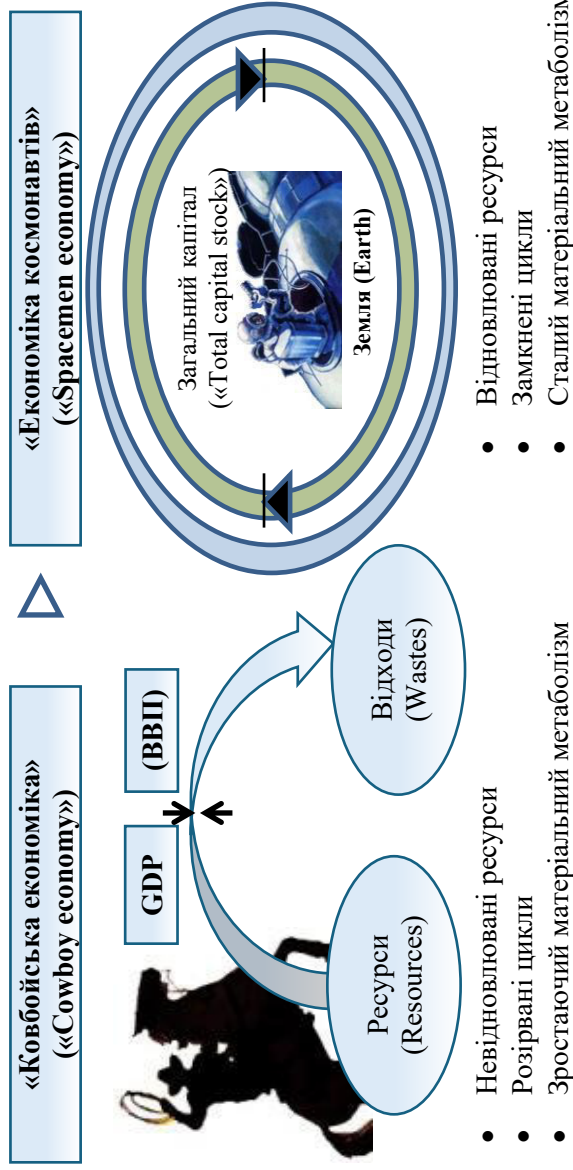 «Ковбойська економіка»
(«Cowboy economy»)
GDP
(ВВП)
Ресурси
(Resources)
Відходи
(Wastes)
• Невідновлювані ресурси
• Розірвані цикли
• Зростаючий матеріальний метаболізм
«Економіка космонавтів»
(«Spacemen economy»)
Загальний капітал
(«Total capital stock»)
Земля (Earth)
• Відновлювані ресурси
• Замкнені цикли
• Сталий матеріальний метаболізм